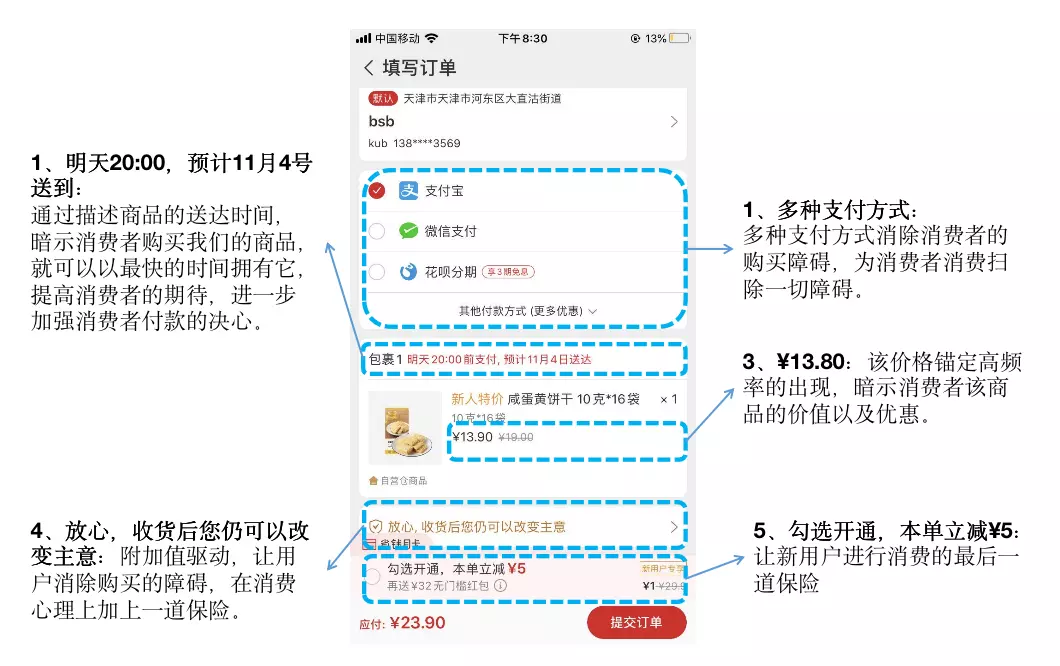 中国移动
下午8:30
13%
填写订单
默认 天津市天津市河东区大直沽街道
bsb
kub 138****3569
支付宝
微信支付
花呗分期 享3期免息
其他付款方式 (更多优惠)
包裹1 明天20:00前支付, 预计11月4日送达
新人特价 咸蛋黄饼干 10克*16袋 ×1
10克*16袋
¥13.90 ¥19.00
自营仓商品
放心, 收货后您仍可以改变主意
省钱月卡
勾选开通，本单立减 ¥5
新用户专享
再送 ¥32 无门槛红包
¥1 ¥29.9
应付: ¥23.90
提交订单
1、明天20:00，预计11月4号
送到：
通过描述商品的送达时间，
暗示消费者购买我们的商品，
就可以以最快的时间拥有它，
提高消费者的期待，进一步
加强消费者付款的决心。
4、放心，收货后您仍可以改
变主意：附加值驱动，让用
户消除购买的障碍，在消费
心理上加上一道保险。
1、多种支付方式：
多种支付方式消除消费者的
购买障碍，为消费者消费扫
除一切障碍。
3、¥13.80：该价格锚定高频
率的出现，暗示消费者该商
品的价值以及优惠。
5、勾选开通，本单立减¥5：
让新用户进行消费的最后一
道保险